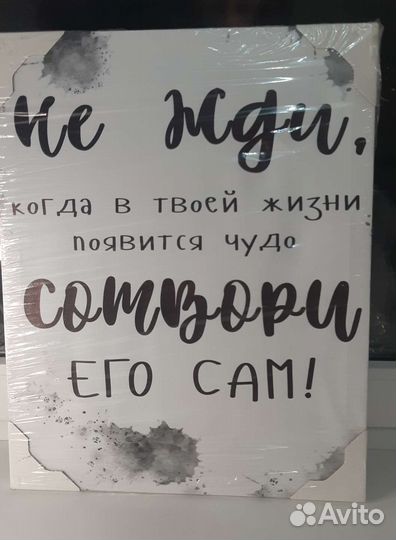 не жди,
когда в твоей жизни
появится чудо
сотвори
ЕГО САМ!
Avito